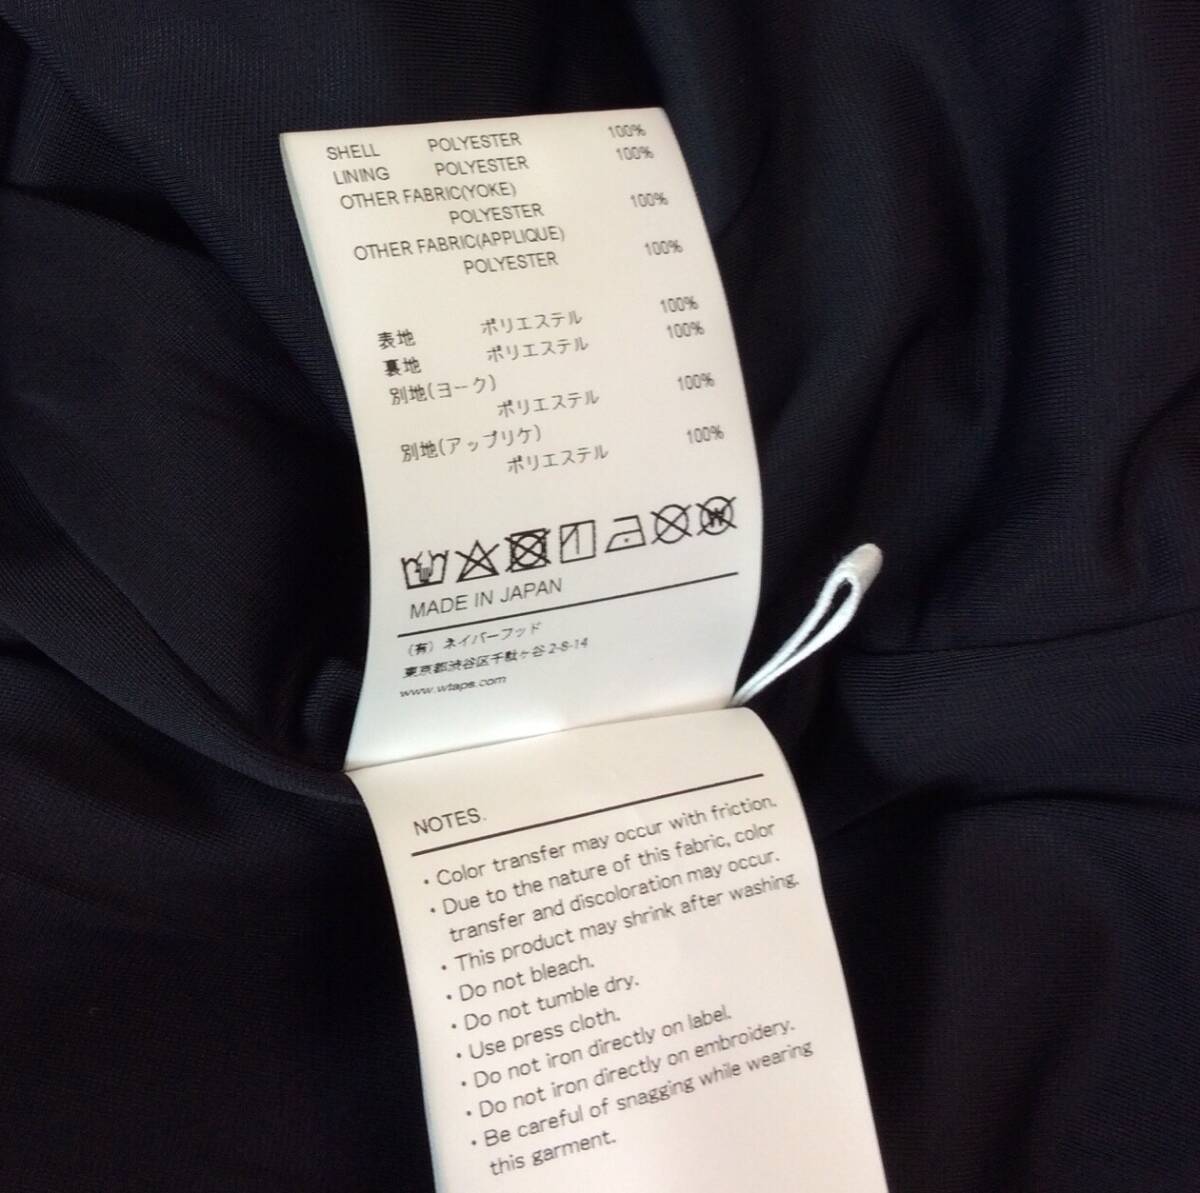 SHELL POLYESTER 100%
LINING POLYESTER 100%
OTHER FABRIC(YOKE)
POLYESTER 100%
OTHER FABRIC(APPLIQUE)
POLYESTER 100%
表地 ポリエステル 100%
裏地 ポリエステル 100%
別地(ヨーク)
ポリエステル 100%
別地(アップリケ)
ポリエステル 100%
W
MADE IN JAPAN
(有) ネイバーフッド
東京都渋谷区千駄ヶ谷 2-8-14
www.wtaps.com
NOTES.
・Color transfer may occur with friction.
・Due to the nature of this fabric, color
transfer and discoloration may occur.
・This product may shrink after washing.
・Do not bleach.
・Do not tumble dry.
・Use press cloth.
・Do not iron directly on label.
・Do not iron directly on embroidery.
・Be careful of snagging while wearing
this garment.